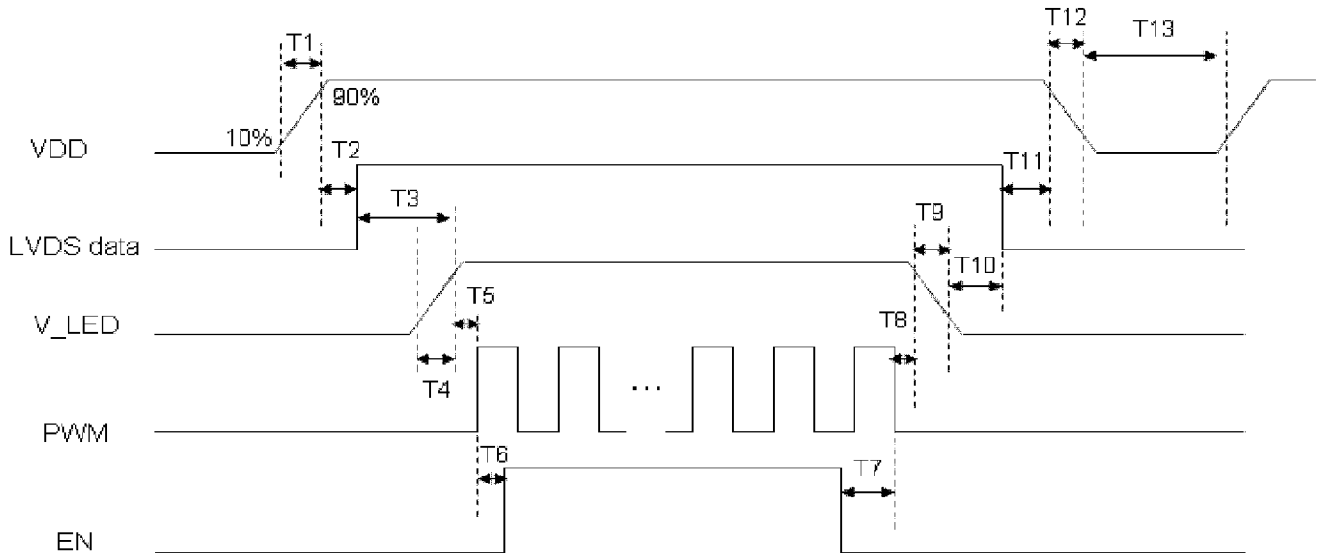 T1
T12
T13
90%
10%
VDD
T2
T11
T3
T9
LVDS data
T10
T5
V_LED
T8
T4
...
PWM
T6
T7
EN